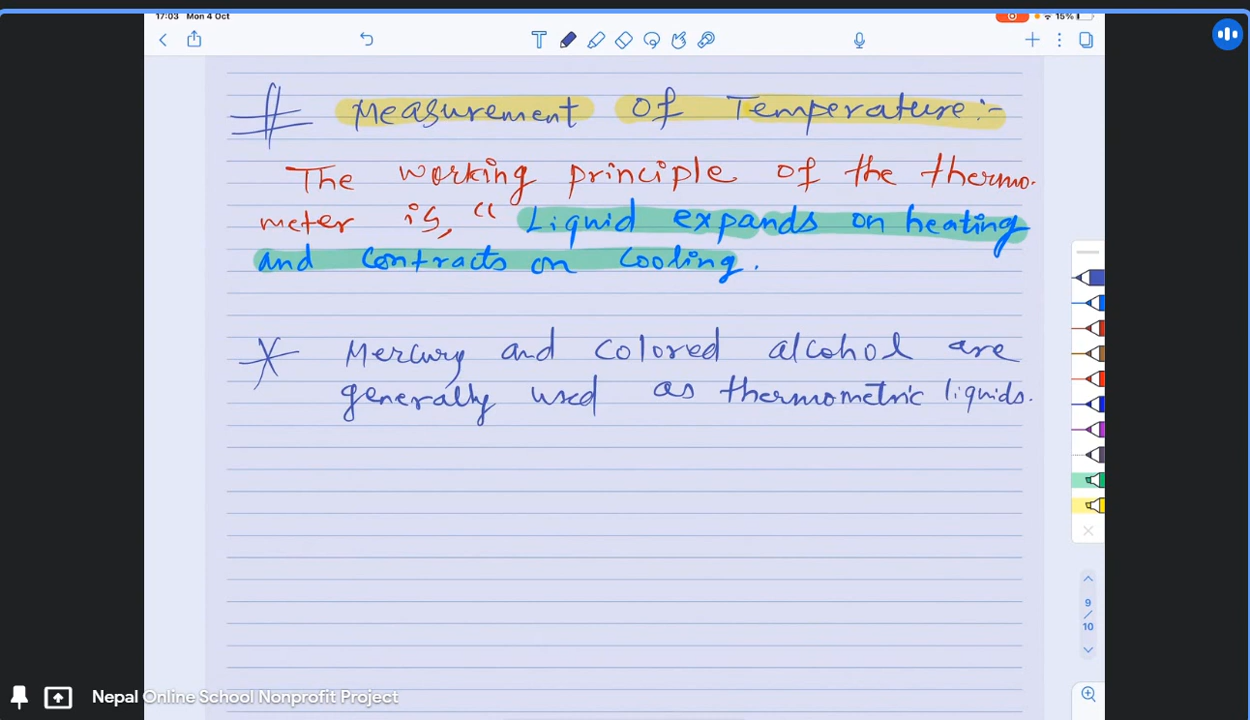 17:03 Mon 4 Oct
15%
T
# Measurement of Temperature:-
The working principle of the thermo-
meter is, "Liquid expands on heating
and contracts on cooling.
* Mercury and colored alcohol are
generally used as thermometric liquids.
9
/
10
Nepal Online School Nonprofit Project